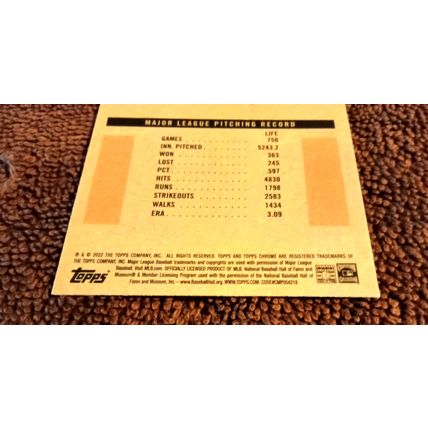 MAJOR LEAGUE PITCHING RECORD
LIFE
GAMES 750
INN. PITCHED 5243.2
WON 363
LOST 245
PCT. .597
HITS 4830
RUNS 1798
STRIKEOUTS 2583
WALKS 1434
ERA 3.09
® & © 2022 THE TOPPS COMPANY, INC. ALL RIGHTS RESERVED. TOPPS AND TOPPS CHROME ARE REGISTERED TRADEMARKS OF
THE TOPPS COMPANY, INC. Major League Baseball trademarks and copyrights are used with permission of Major League
Baseball. Visit MLB.com. OFFICIALLY LICENSED PRODUCT OF MLB. National Baseball Hall of Fame and
Museum® & Member Licensing Program used with the permission of the National Baseball Hall of
Fame and Museum, Inc. - www.BaseballHall.org. WWW.TOPPS.COM. CODE#CMP054219
Topps